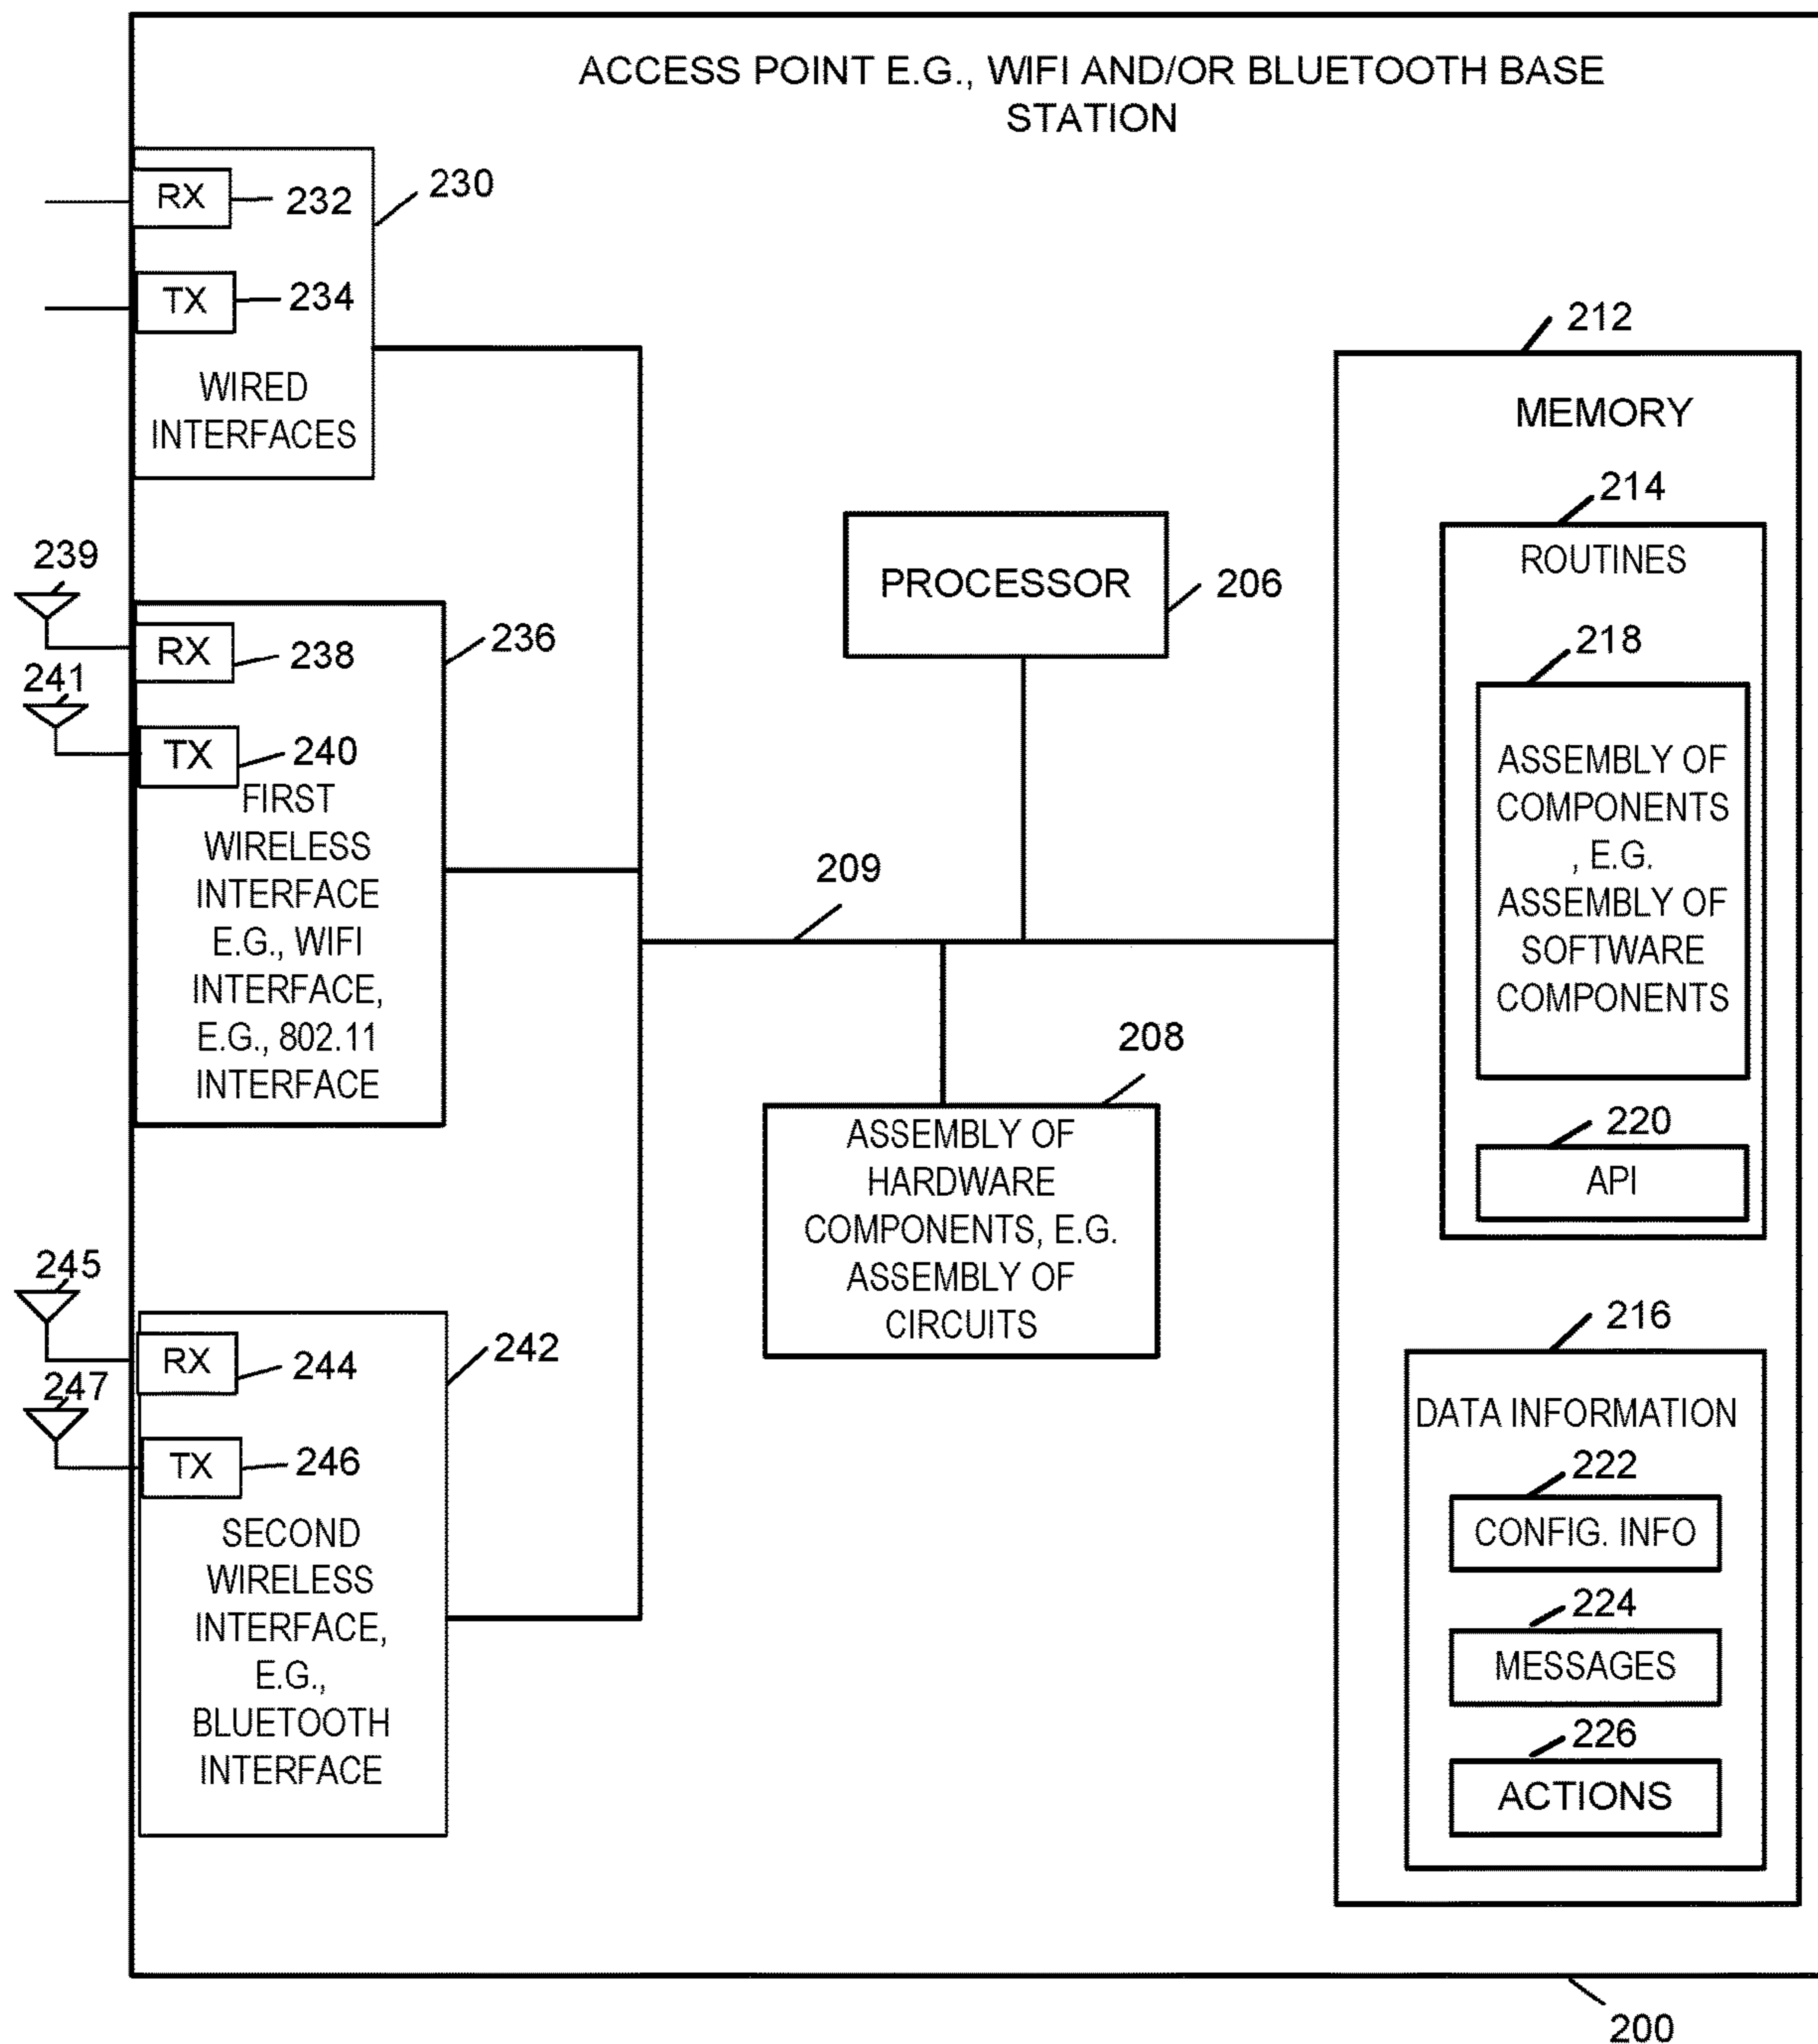 ACCESS POINT E.G., WIFI AND/OR BLUETOOTH BASE
STATION
RX
232
230
TX
234
WIRED
INTERFACES
239
RX
238
236
241
TX
240
FIRST
WIRELESS
INTERFACE
E.G., WIFI
INTERFACE,
E.G., 802.11
INTERFACE
245
RX
244
242
247
TX
246
SECOND
WIRELESS
INTERFACE,
E.G.,
BLUETOOTH
INTERFACE
PROCESSOR
206
209
208
ASSEMBLY OF
HARDWARE
COMPONENTS, E.G.
ASSEMBLY OF
CIRCUITS
212
MEMORY
214
ROUTINES
218
ASSEMBLY OF
COMPONENTS
, E.G.
ASSEMBLY OF
SOFTWARE
COMPONENTS
220
API
216
DATA INFORMATION
222
CONFIG. INFO
224
MESSAGES
226
ACTIONS
200